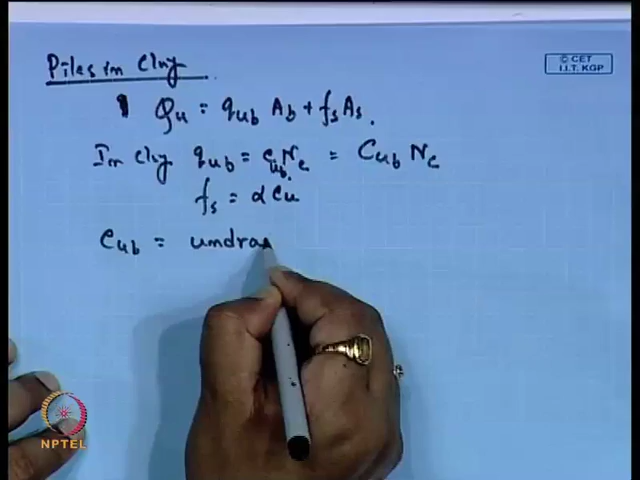 Piles in Clay
© CET
I.I.T. KGP
Qu = qub Ab + fs As.
In Clay qub = cub Nc = Cub Nc
fs = α Cu
Cub = undra
NPTEL